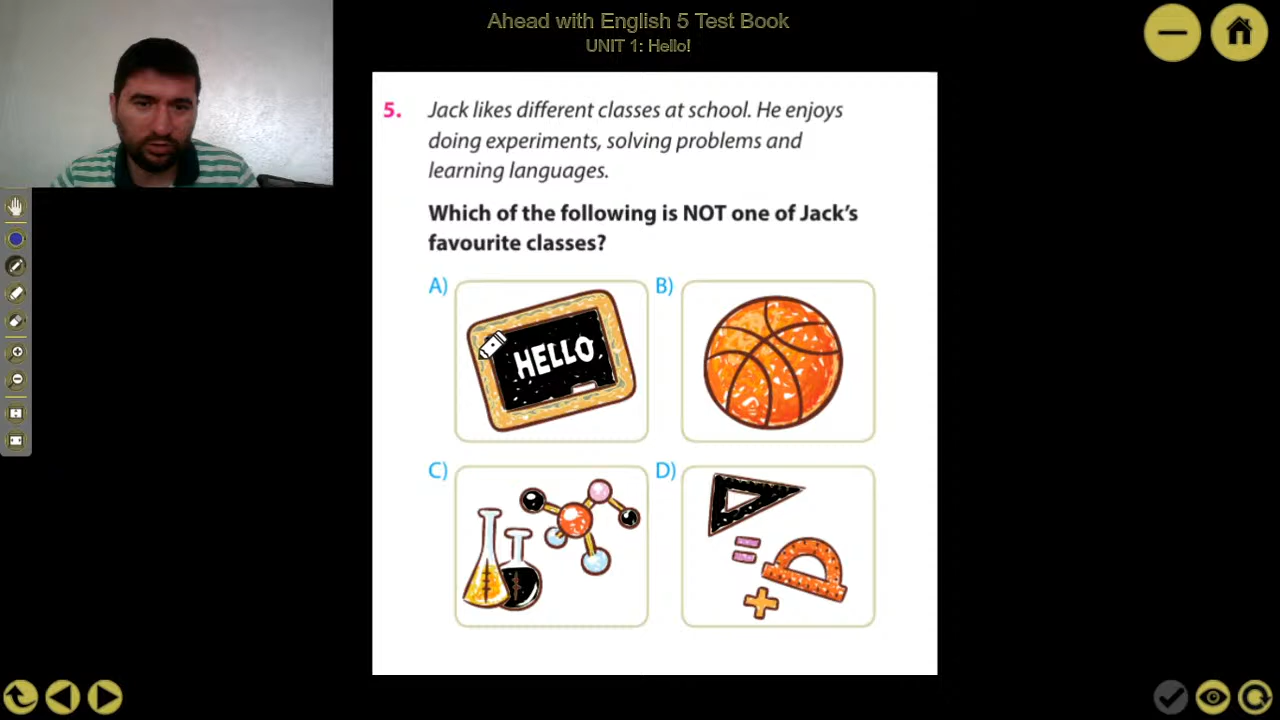 Ahead with English 5 Test Book
UNIT 1: Hello!
5. Jack likes different classes at school. He enjoys
doing experiments, solving problems and
learning languages.
Which of the following is NOT one of Jack's
favourite classes?
A) B)
HELLO
C) D)